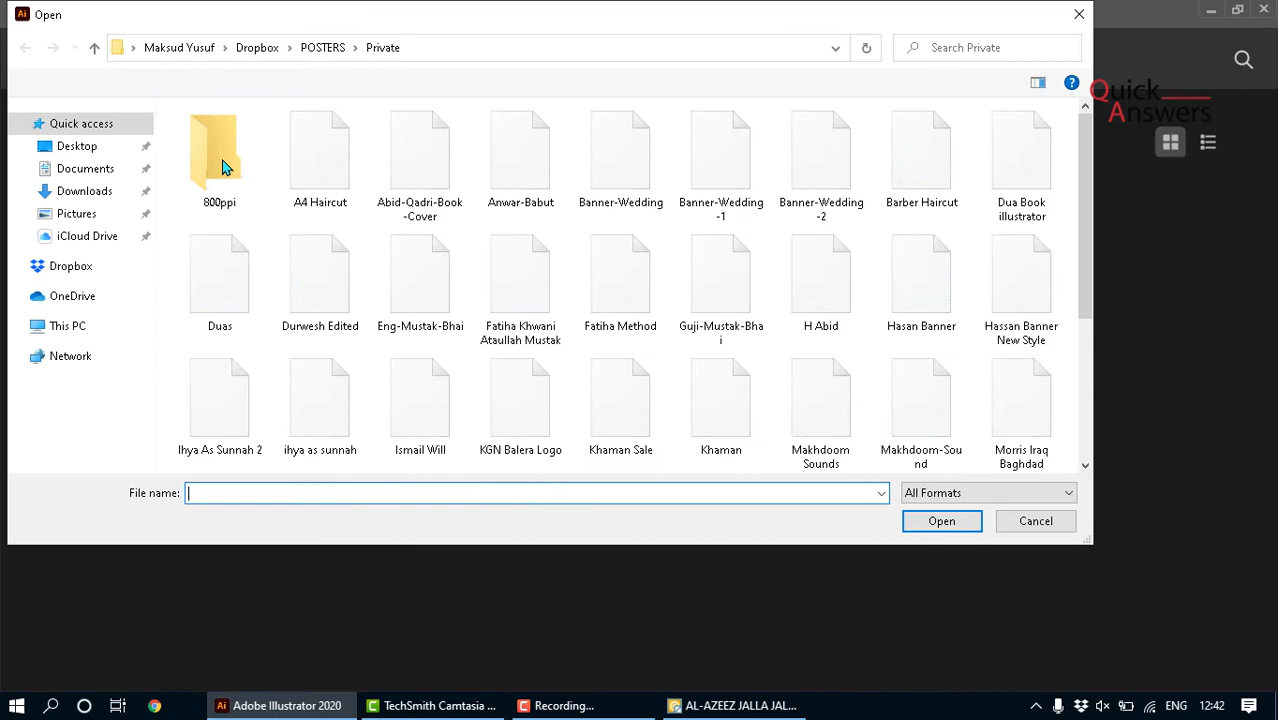 Open
Maksud Yusuf > Dropbox > POSTERS > Private
Search Private
Quick
Answers
Quick access
Desktop
Documents
Downloads
Pictures
iCloud Drive
Dropbox
OneDrive
This PC
Network
800ppi
A4 Haircut
Abid-Qadri-Book
-Cover
Anwar-Babut
Banner-Wedding
Banner-Wedding
-1
Banner-Wedding
-2
Barber Haircut
Dua Book
illustrator
Duas
Durwesh Edited
Eng-Mustak-Bhai
Fatiha Khwani
Ataullah Mustak
Fatiha Method
Guji-Mustak-Bha
i
H Abid
Hasan Banner
Hassan Banner
New Style
Ihya As Sunnah 2
ihya as sunnah
Ismail Will
KGN Balera Logo
Khaman Sale
Khaman
Makhdoom
Sounds
Makhdoom-Sou
nd
Morris Iraq
Baghdad
File name:
All Formats
Open
Cancel
Adobe Illustrator 2020
TechSmith Camtasia ...
Recording...
AL-AZEEZ JALLA JAL...
ENG
12:42